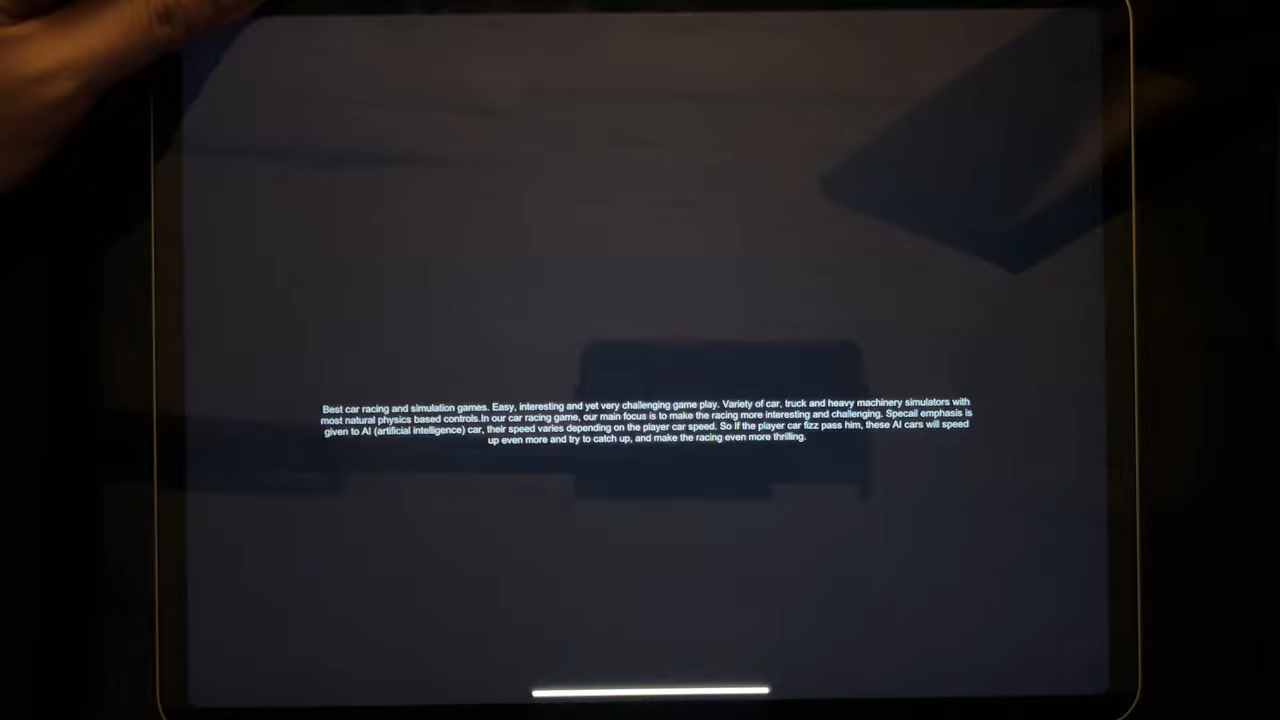 Best car racing and simulation games. Easy, interesting and yet very challenging game play. Variety of car, truck and heavy machinery simulators with
most natural physics based controls.In our car racing game, our main focus is to make the racing more interesting and challenging. Specail emphasis is
given to AI (artificial intelligence) car, their speed varies depending on the player car speed. So If the player car fizz pass him, these AI cars will speed
up even more and try to catch up, and make the racing even more thrilling.